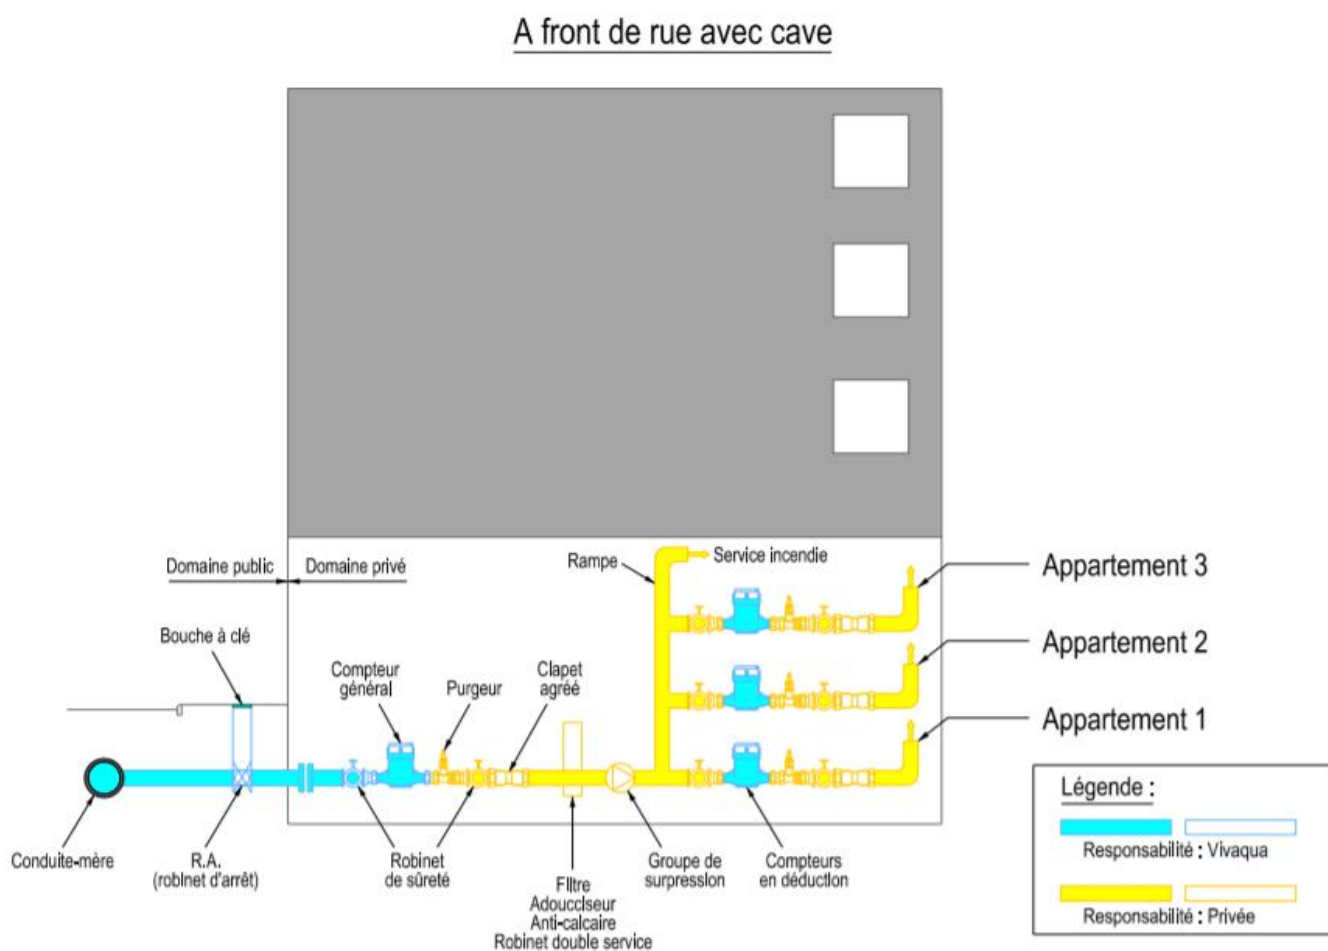 A front de rue avec cave
Domaine public
Domaine privé
Rampe
Service incendie
Appartement 3
Bouche à clé
Compteur
général
Purgeur
Clapet
agréé
Appartement 2
Appartement 1
Conduite-mère
R.A.
(robinet d'arrêt)
Robinet
de sûreté
Filtre
Adoucisseur
Anti-calcaire
Robinet double service
Groupe de
surpression
Compteurs
en déduction
Légende :
Responsabilité : Vivaqua
Responsabilité : Privée